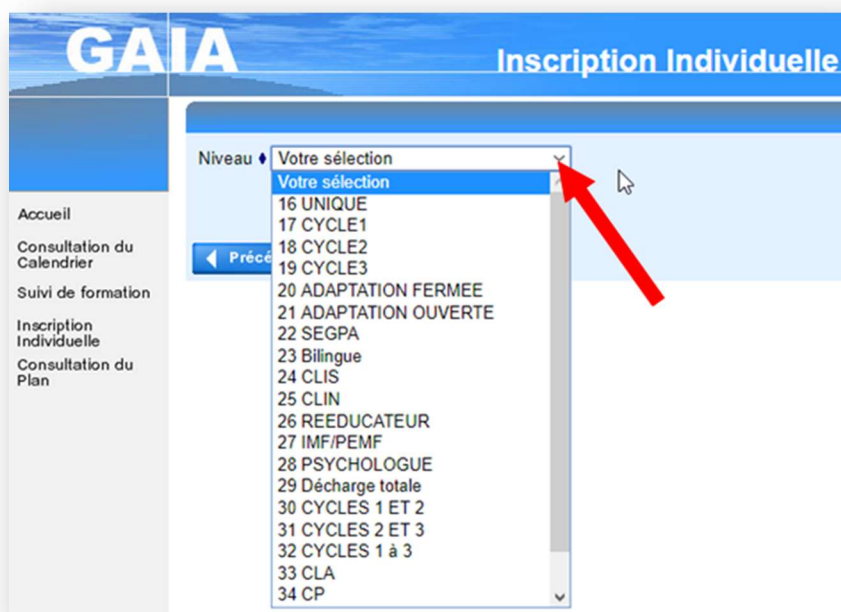 GAIA
Inscription Individuelle
Accueil
Consultation du
Calendrier
Suivi de formation
Inscription
Individuelle
Consultation du
Plan
Niveau
Votre sélection
Votre sélection
16 UNIQUE
17 CYCLE1
18 CYCLE2
19 CYCLE3
20 ADAPTATION FERMEE
21 ADAPTATION OUVERTE
22 SEGPA
23 Bilingue
24 CLIS
25 CLIN
26 REEDUCATEUR
27 IMF/PEMF
28 PSYCHOLOGUE
29 Décharge totale
30 CYCLES 1 ET 2
31 CYCLES 2 ET 3
32 CYCLES 1 à 3
33 CLA
34 CP
Précé